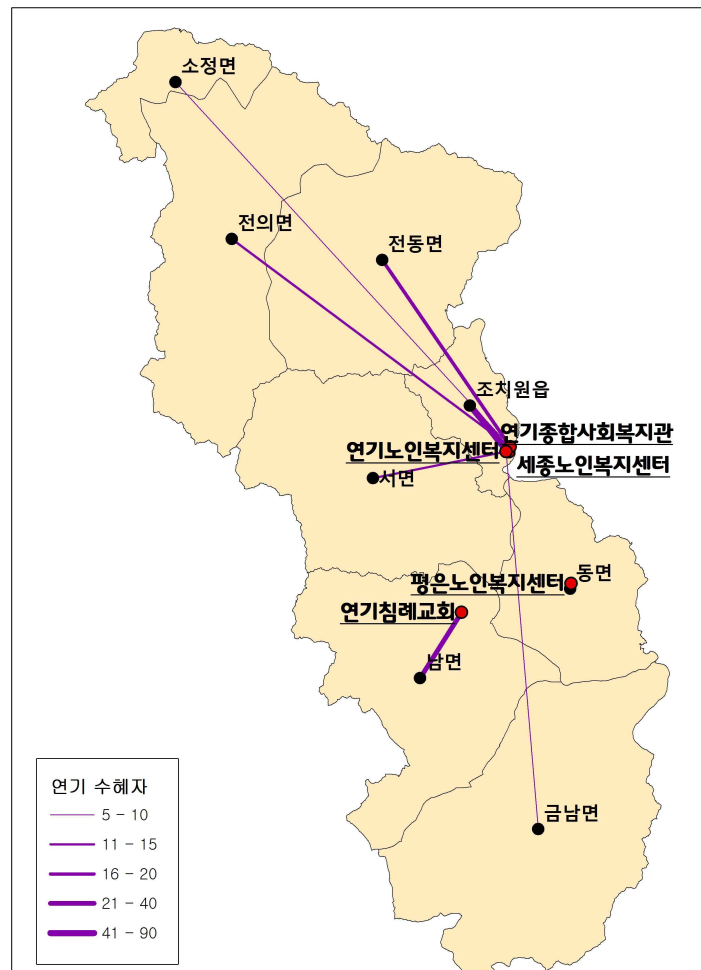 소정면
전의면
전동면
조치원읍
연기종합사회복지관
연기노인복지센터
세종노인복지센터
서면
동면
평은노인복지센터
연기침례교회
남면
금남면
연기 수혜자
5 - 10
11 - 15
16 - 20
21 - 40
41 - 90